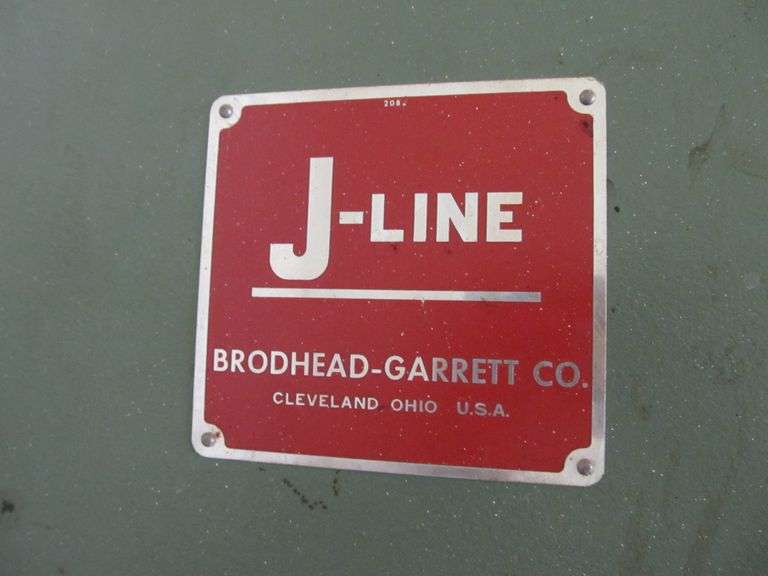 208.
J-LINE
BRODHEAD-GARRETT CO.
CLEVELAND OHIO U.S.A.